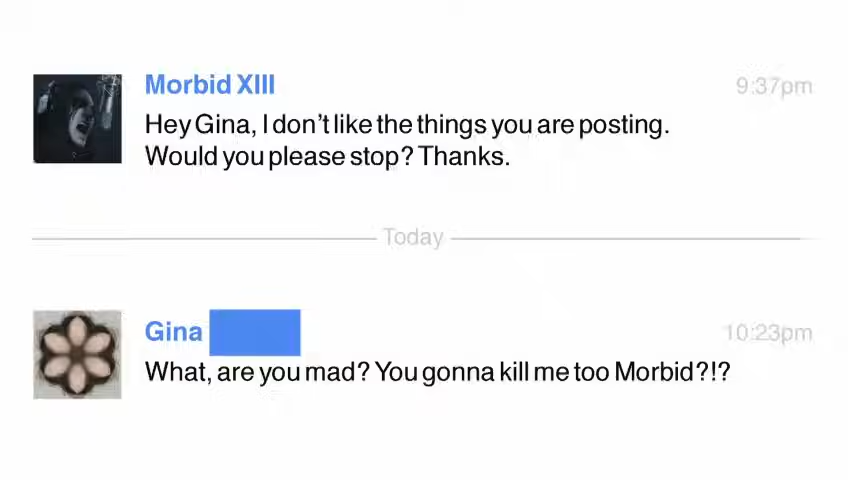 Morbid XIII
9:37pm
Hey Gina, I don't like the things you are posting.
Would you please stop? Thanks.
Today
Gina
10:23pm
What, are you mad? You gonna kill me too Morbid?!?